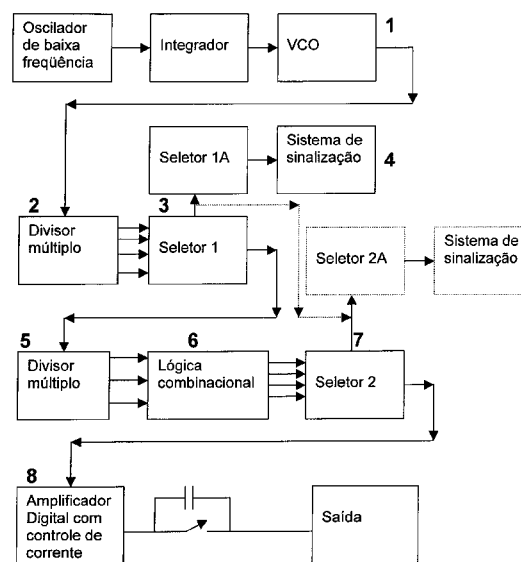 Oscilador
de baixa
freqüência
Integrador
VCO
1
Seletor 1A
Sistema de
sinalização
4
2
Divisor
múltiplo
3
Seletor 1
Seletor 2A
Sistema de
sinalização
5
Divisor
múltiplo
6
Lógica
combinacional
7
Seletor 2
8
Amplificador
Digital com
controle de
corrente
Saída